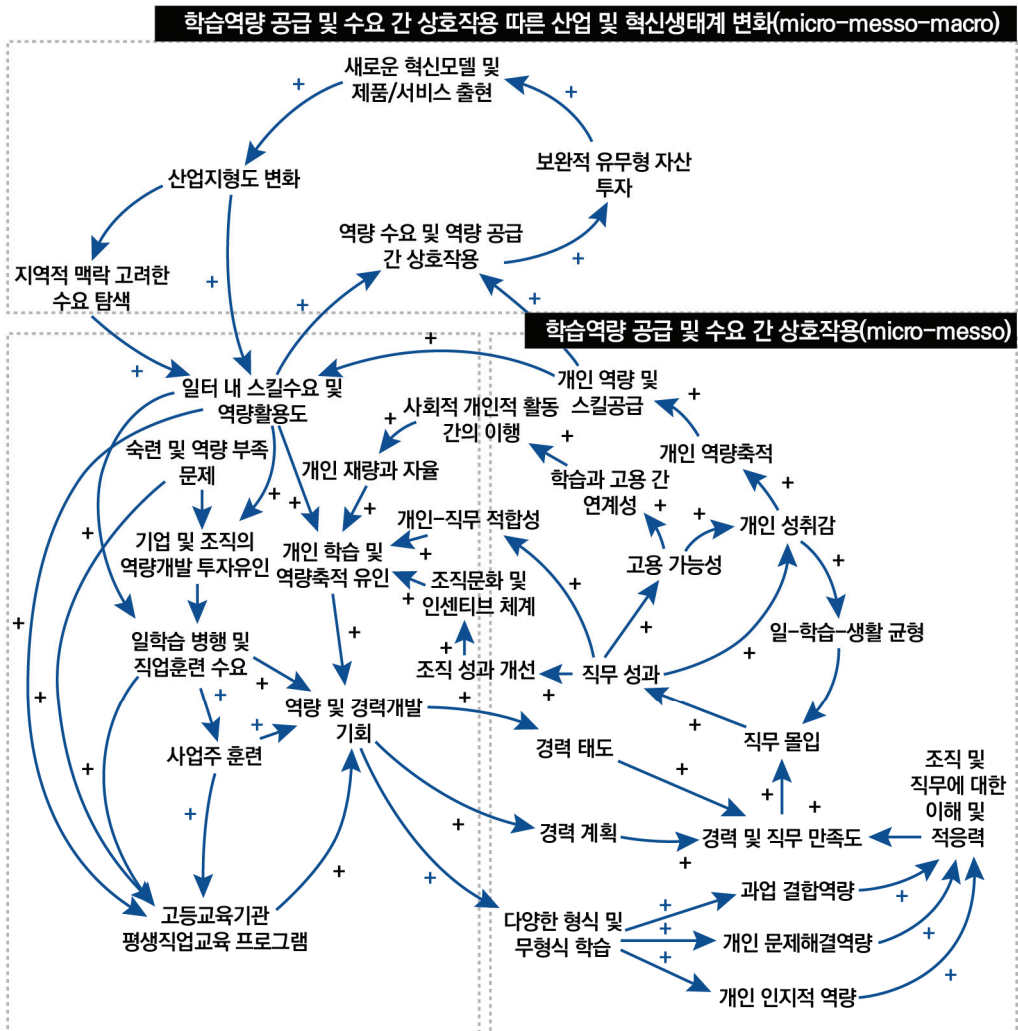 학습역량 공급 및 수요 간 상호작용 따른 산업 및 혁신생태계 변화(micro-messo-macro)
새로운 혁신모델 및
제품/서비스 출현
+
+
보완적 유무형 자산
투자
산업지형도 변화
+
역량 수요 및 역량 공급
간 상호작용
+
지역적 맥락 고려한
수요 탐색
+
+
+
학습역량 공급 및 수요 간 상호작용(micro-messo)
+
+
일터 내 스킬수요 및
역량활용도
개인 역량 및
스킬공급
+
사회적 개인적 활동
간의 이행
+
+
숙련 및 역량 부족
문제
개인 재량과 자율
개인 역량축적
학습과 고용 간
연계성
+
+
+
+
+
+
개인-직무 적합성
+
개인 성취감
기업 및 조직의
역량개발 투자유인
개인 학습 및
역량축적 유인
+
고용 가능성
조직문화 및
인센티브 체계
+
+
+
+
+
일학습 병행 및
직업훈련 수요
+
일-학습-생활 균형
+
조직 성과 개선
직무 성과
+
+
+
+
+
+
역량 및 경력개발
기회
+
+
+
사업주 훈련
경력 태도
직무 몰입
조직 및
직무에 대한
이해 및
적응력
+
+
+
+
+
+
경력 계획
경력 및 직무 만족도
+
+
+
+
과업 결합역량
+
고등교육기관
평생직업교육 프로그램
다양한 형식 및
무형식 학습
+
+
개인 문제해결역량
+
+
개인 인지적 역량
+